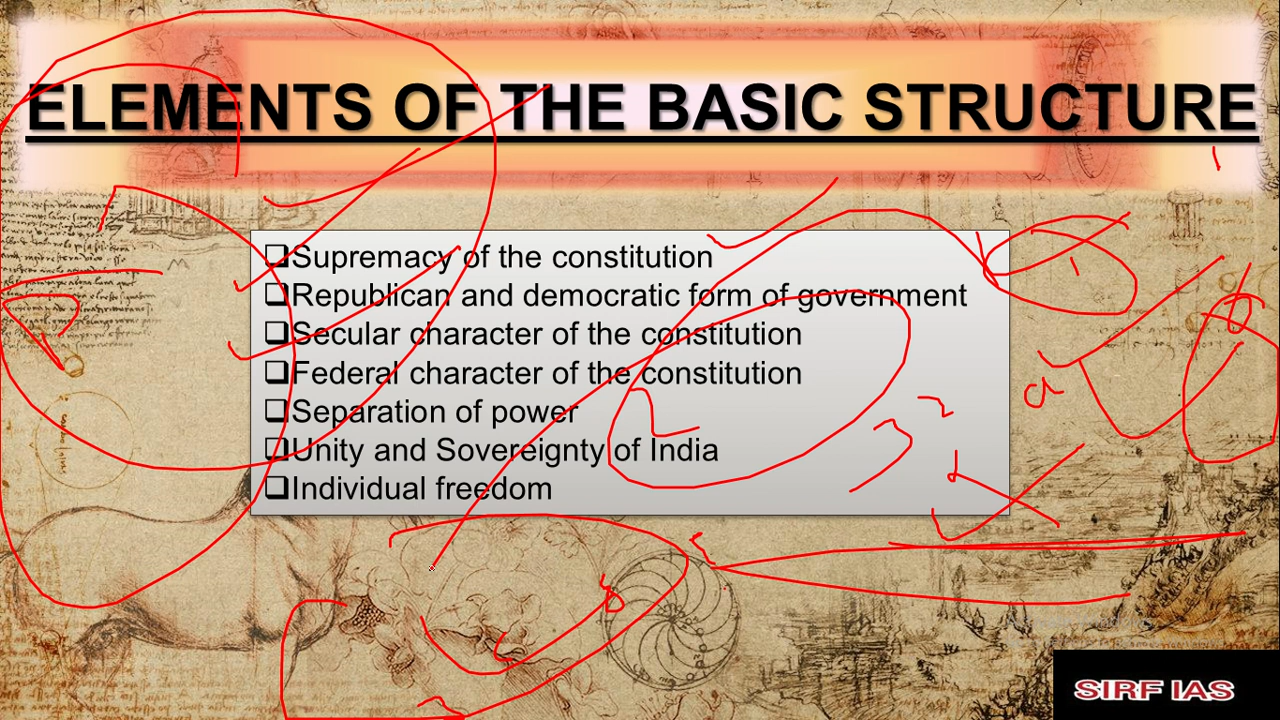 ELEMENTS OF THE BASIC STRUCTURE
❑Supremacy of the constitution
❑Republican and democratic form of government
❑Secular character of the constitution
❑Federal character of the constitution
❑Separation of power
❑Unity and Sovereignty of India
❑Individual freedom
SIRF IAS